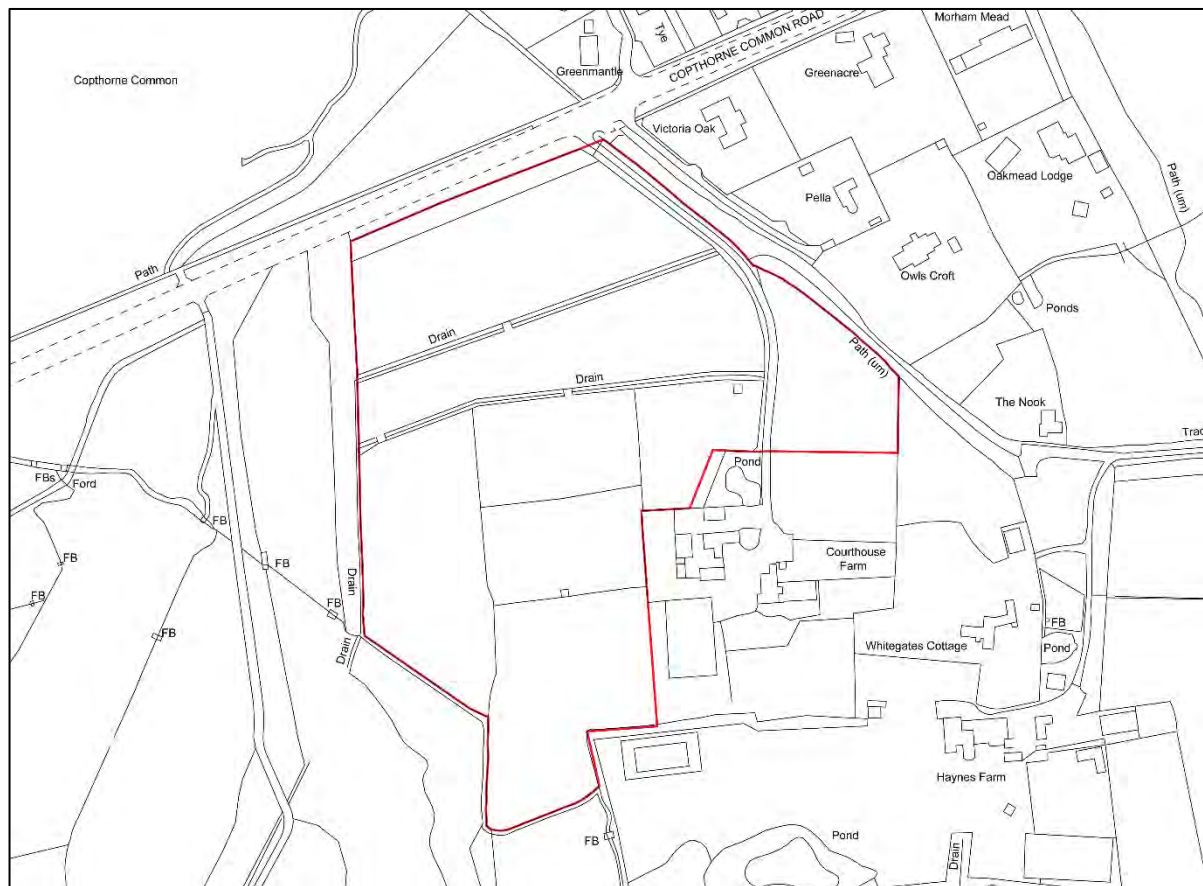 Morham Mead
Tye
COPTHORNE COMMON ROAD
Greenmantle
Greenacre
Copthorne Common
Victoria Oak
Oakmead Lodge
Path (um)
Pella
Path
Owls Croft
Ponds
Drain
Path (um)
Drain
The Nook
Trac
Pond
FBs
Ford
FB
FB
FB
Courthouse
Farm
Drain
FB
FB
FB
FB
Whitegates Cottage
Pond
Drain
Haynes Farm
Pond
FB
Drain